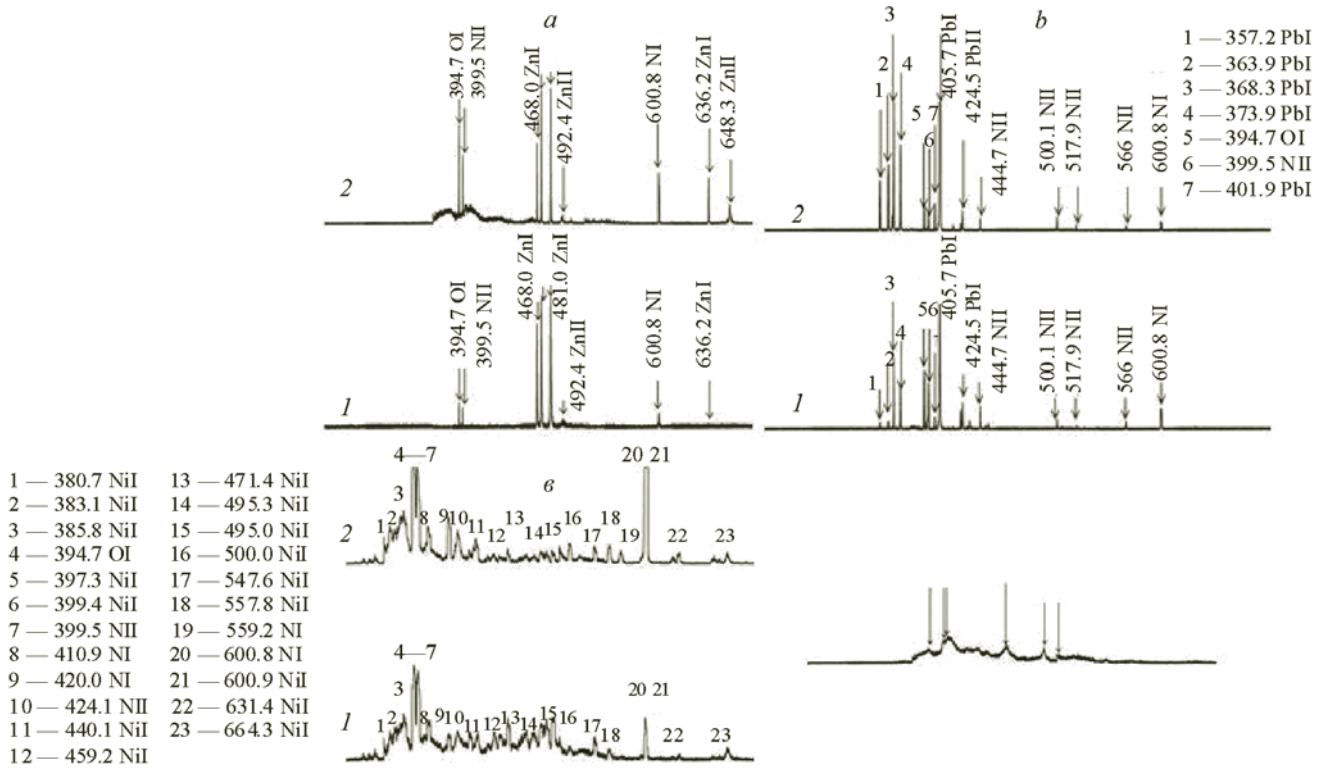 a
394.7 OI
399.5 NII
468.0 ZnI
492.4 ZnII
600.8 NI
636.2 ZnI
648.3 ZnII
2
394.7 OI
399.5 NII
468.0 ZnI
481.0 ZnI
492.4 ZnII
600.8 NI
636.2 ZnI
1
b
1
2
3
4
5
6
7
405.7 PbI
424.5 PbII
444.7 NII
500.1 NII
517.9 NII
566 NII
600.8 NI
2
1 — 357.2 PbI
2 — 363.9 PbI
3 — 368.3 PbI
4 — 373.9 PbI
5 — 394.7 OI
6 — 399.5 NII
7 — 401.9 PbI
1
2
3
4
56
405.7 PbI
424.5 PbI
444.7 NII
500.1 NII
517.9 NII
566 NII
600.8 NI
1
1 — 380.7 NiI
2 — 383.1 NiI
3 — 385.8 NiI
4 — 394.7 OI
5 — 397.3 NiI
6 — 399.4 NiI
7 — 399.5 NII
8 — 410.9 NI
9 — 420.0 NI
10 — 424.1 NII
11 — 440.1 NiI
12 — 459.2 NiI
13 — 471.4 NiI
14 — 495.3 NiI
15 — 495.0 NiI
16 — 500.0 NiI
17 — 547.6 NiI
18 — 557.8 NiI
19 — 559.2 NI
20 — 600.8 NI
21 — 600.9 NiI
22 — 631.4 NiI
23 — 664.3 NiI
в
4—7
20 21
2
1 2 3 8 9 10 11 12 13 14 15 16 17 18 19 22 23
4—7
20 21
1
1 2 3 8 9 10 11 12 13 14 15 16 17 18 22 23